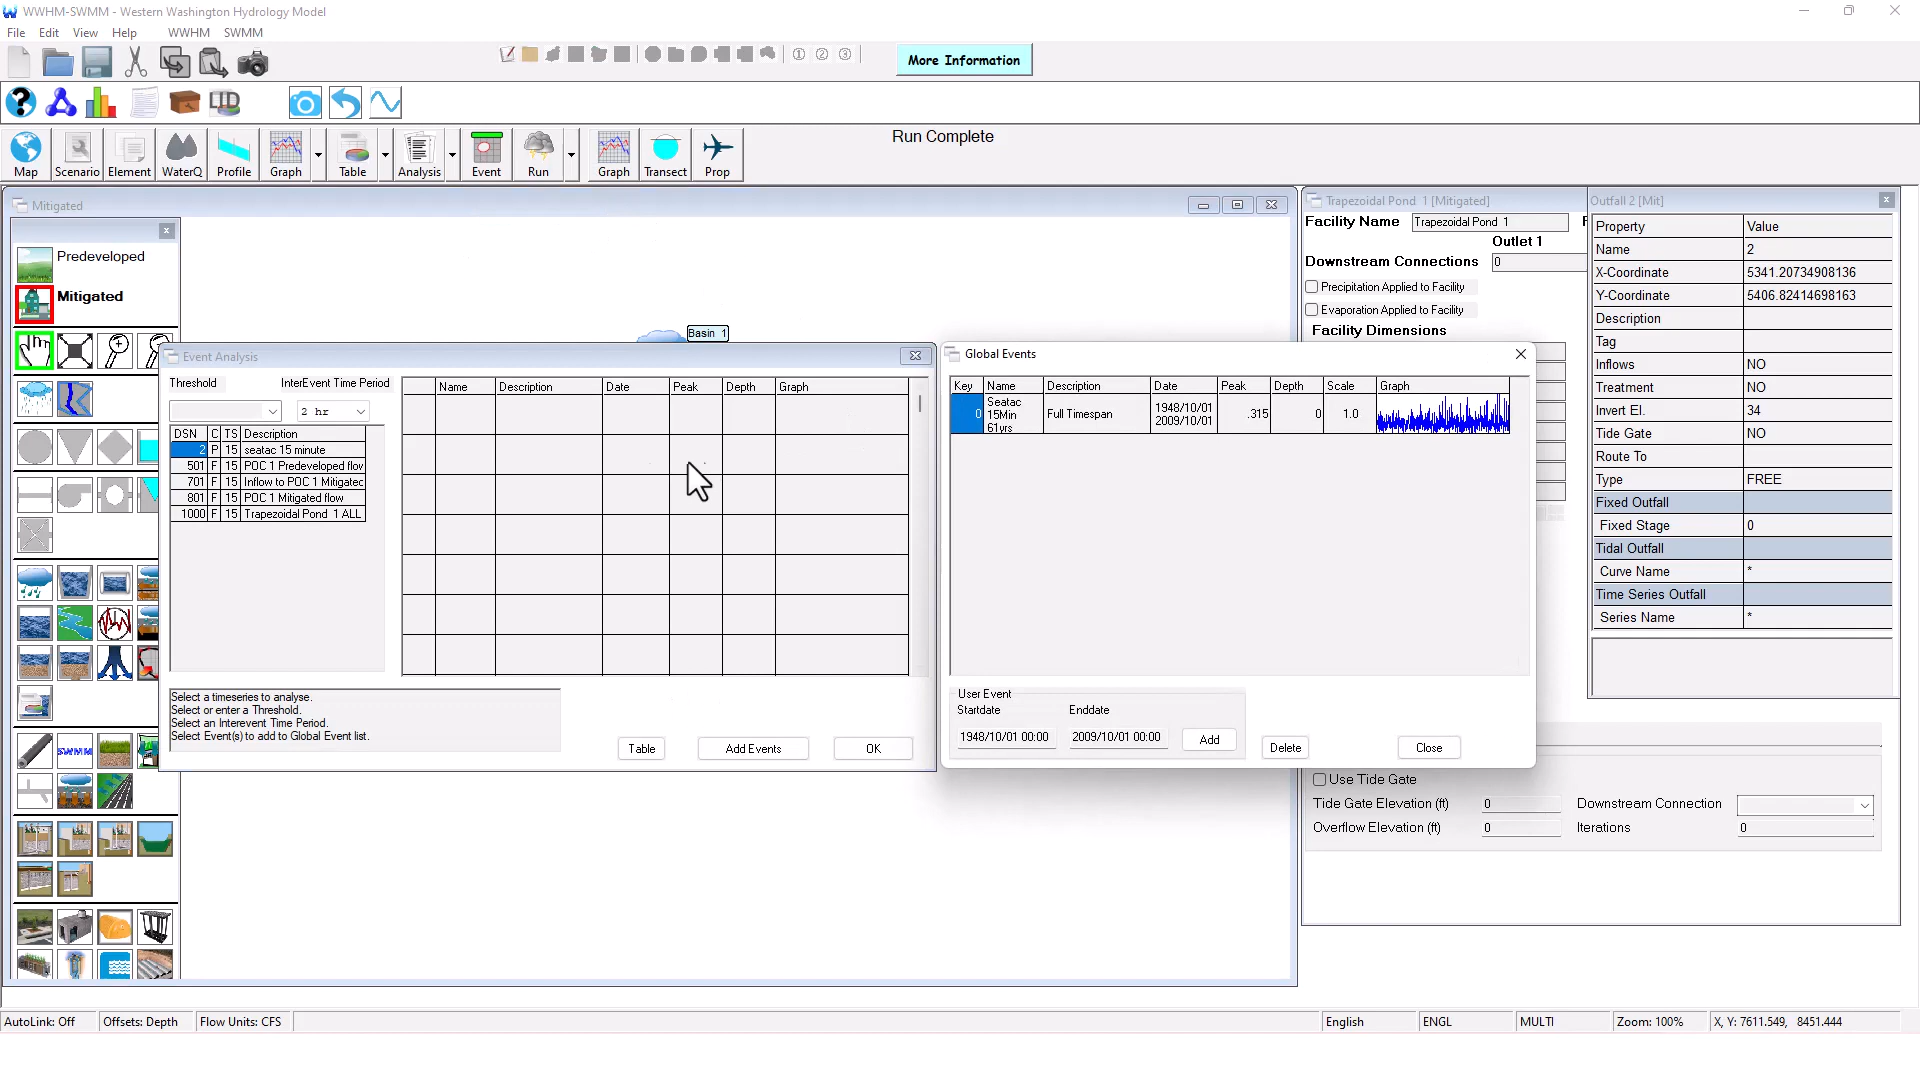 WWHM-SWMM - Western Washington Hydrology Model
File Edit View Help WWHM SWMM
More Information
LID
Map Scenario Element WaterQ Profile Graph Table Analysis Event Run Graph Transect Prop
Run Complete
Mitigated
Predeveloped
Mitigated
SWMM
Basin 1
Event Analysis
Threshold InterEvent Time Period
2 hr
DSN C TS Description
2 P 15 seatac 15 minute
501 F 15 POC 1 Predeveloped flov
701 F 15 Inflow to POC 1 Mitigated
801 F 15 POC 1 Mitigated flow
1000 F 15 Trapezoidal Pond 1 ALL
Name Description Date Peak Depth Graph
Select a timeseries to analyse.
Select or enter a Threshold.
Select an Interevent Time Period.
Select Event(s) to add to Global Event list.
Table Add Events OK
Global Events
Key Name Description Date Peak Depth Scale Graph
0 Seatac 15Min 61yrs Full Timespan 1948/10/01 2009/10/01 .315 0 1.0
User Event
Startdate Enddate
1948/10/01 00:00 2009/10/01 00:00 Add Delete Close
Trapezoidal Pond 1 [Mitigated]
Facility Name Trapezoidal Pond 1
Outlet 1
Downstream Connections 0
Precipitation Applied to Facility
Evaporation Applied to Facility
Facility Dimensions
Use Tide Gate
Tide Gate Elevation (ft) 0 Downstream Connection
Overflow Elevation (ft) 0 Iterations 0
Outfall 2 [Mit]
Property Value
Name 2
X-Coordinate 5341.20734908136
Y-Coordinate 5406.82414698163
Description
Tag
Inflows NO
Treatment NO
Invert El. 34
Tide Gate NO
Route To
Type FREE
Fixed Outfall
Fixed Stage 0
Tidal Outfall
Curve Name *
Time Series Outfall
Series Name *
AutoLink: Off Offsets: Depth Flow Units: CFS English ENGL MULTI Zoom: 100% X, Y: 7611.549, 8451.444